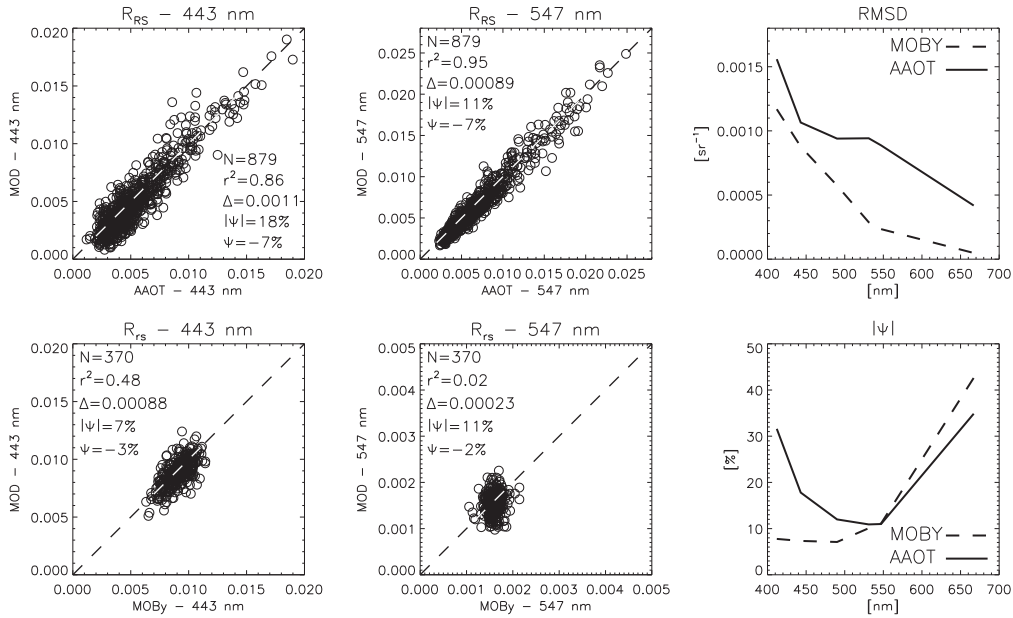 R_RS − 443 nm
0.020
0.015
0.010
0.005
0.000
MOD − 443 nm
N=879
r²=0.86
Δ=0.0011
|Ψ|=18%
Ψ=−7%
0.000 0.005 0.010 0.015 0.020
AAOT − 443 nm
R_RS − 547 nm
0.025
0.020
0.015
0.010
0.005
0.000
MOD − 547 nm
N=879
r²=0.95
Δ=0.00089
|Ψ|=11%
Ψ=−7%
0.000 0.005 0.010 0.015 0.020 0.025
AAOT − 547 nm
RMSD
0.0015
0.0010
0.0005
0.0000
[sr⁻¹]
MOBY
AAOT
400 450 500 550 600 650 700
[nm]
R_rs − 443 nm
0.020
0.015
0.010
0.005
0.000
MOD − 443 nm
N=370
r²=0.48
Δ=0.00088
|Ψ|=7%
Ψ=−3%
0.000 0.005 0.010 0.015 0.020
MOBy − 443 nm
R_rs − 547 nm
0.005
0.004
0.003
0.002
0.001
0.000
MOD − 547 nm
N=370
r²=0.02
Δ=0.00023
|Ψ|=11%
Ψ=−2%
0.000 0.001 0.002 0.003 0.004 0.005
MOBy − 547 nm
|Ψ|
50
40
30
20
10
0
[%]
MOBY
AAOT
400 450 500 550 600 650 700
[nm]